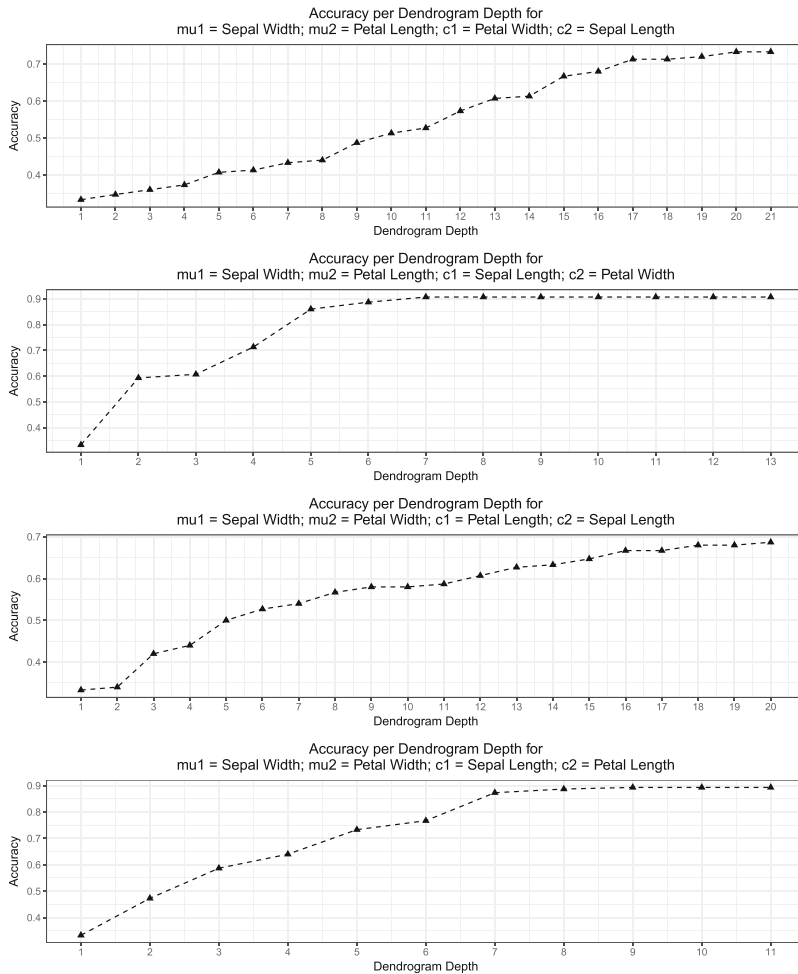 Accuracy per Dendrogram Depth for
mu1 = Sepal Width; mu2 = Petal Length; c1 = Petal Width; c2 = Sepal Length
Accuracy
0.7
0.6
0.5
0.4
1 2 3 4 5 6 7 8 9 10 11 12 13 14 15 16 17 18 19 20 21
Dendrogram Depth
Accuracy per Dendrogram Depth for
mu1 = Sepal Width; mu2 = Petal Length; c1 = Sepal Length; c2 = Petal Width
Accuracy
0.9
0.8
0.7
0.6
0.5
0.4
1 2 3 4 5 6 7 8 9 10 11 12 13
Dendrogram Depth
Accuracy per Dendrogram Depth for
mu1 = Sepal Width; mu2 = Petal Width; c1 = Petal Length; c2 = Sepal Length
Accuracy
0.7
0.6
0.5
0.4
1 2 3 4 5 6 7 8 9 10 11 12 13 14 15 16 17 18 19 20
Dendrogram Depth
Accuracy per Dendrogram Depth for
mu1 = Sepal Width; mu2 = Petal Width; c1 = Sepal Length; c2 = Petal Length
Accuracy
0.9
0.8
0.7
0.6
0.5
0.4
1 2 3 4 5 6 7 8 9 10 11
Dendrogram Depth